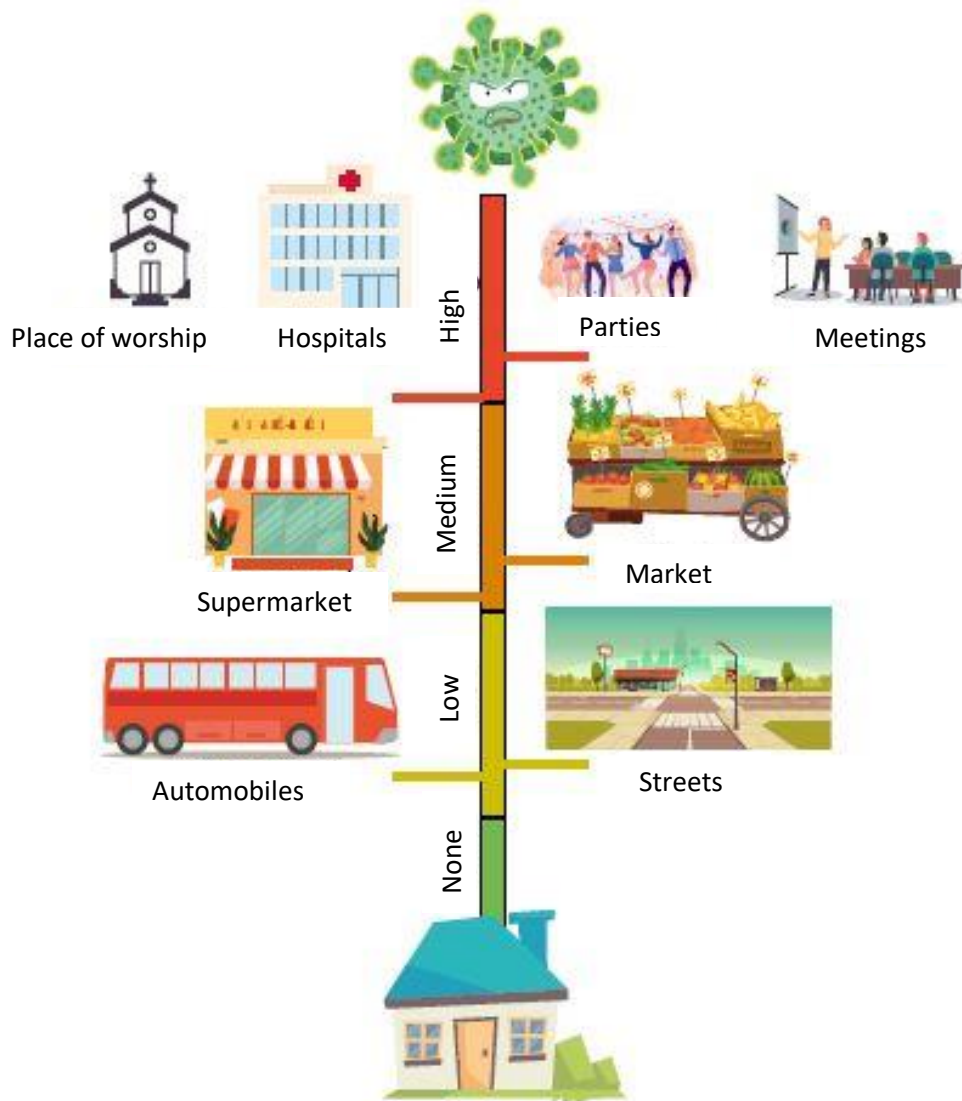 Place of worship
Hospitals
High
Parties
Meetings
Supermarket
Medium
Market
Automobiles
Low
Streets
None